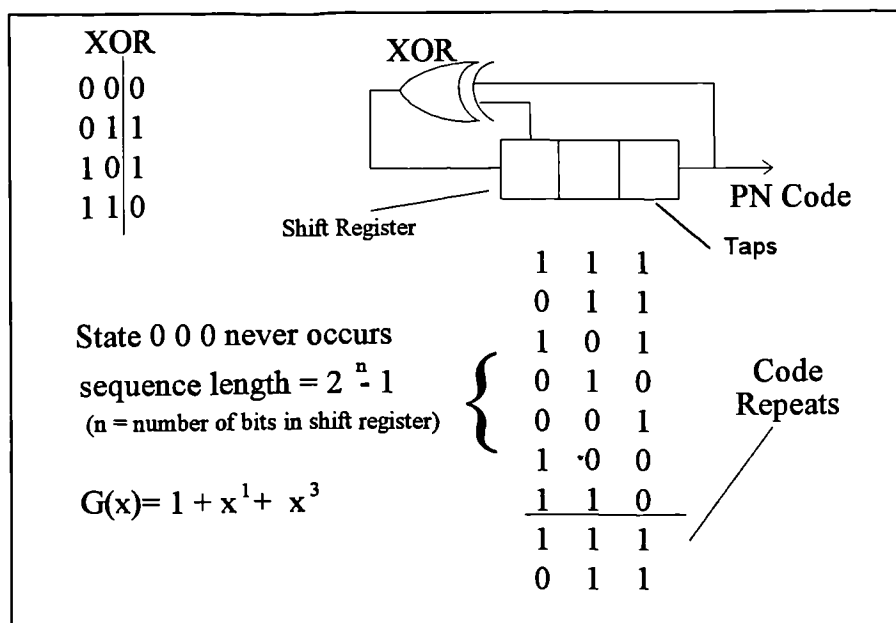 XOR
0 0 0
0 1 1
1 0 1
1 1 0
XOR
PN Code
Shift Register
Taps
1 1 1
0 1 1
1 0 1
0 1 0
0 0 1
1 0 0
1 1 0
1 1 1
0 1 1
State 0 0 0 never occurs
sequence length = 2^n - 1
(n = number of bits in shift register)
G(x)= 1 + x^1 + x^3
Code
Repeats